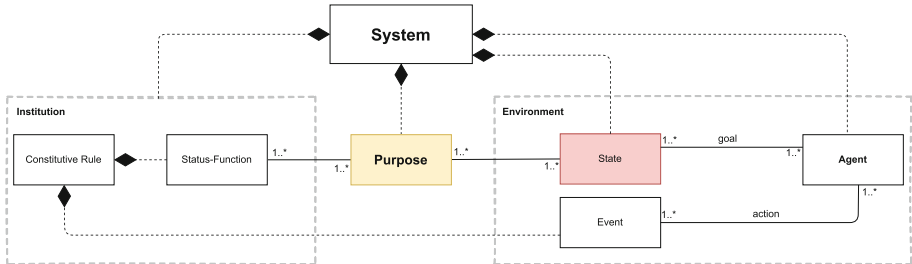 System
Institution
Environment
Constitutive Rule
Status-Function
1..*
1..*
Purpose
1..*
1..*
State
1..*
goal
1..*
Agent
1..*
Event
1..*
action